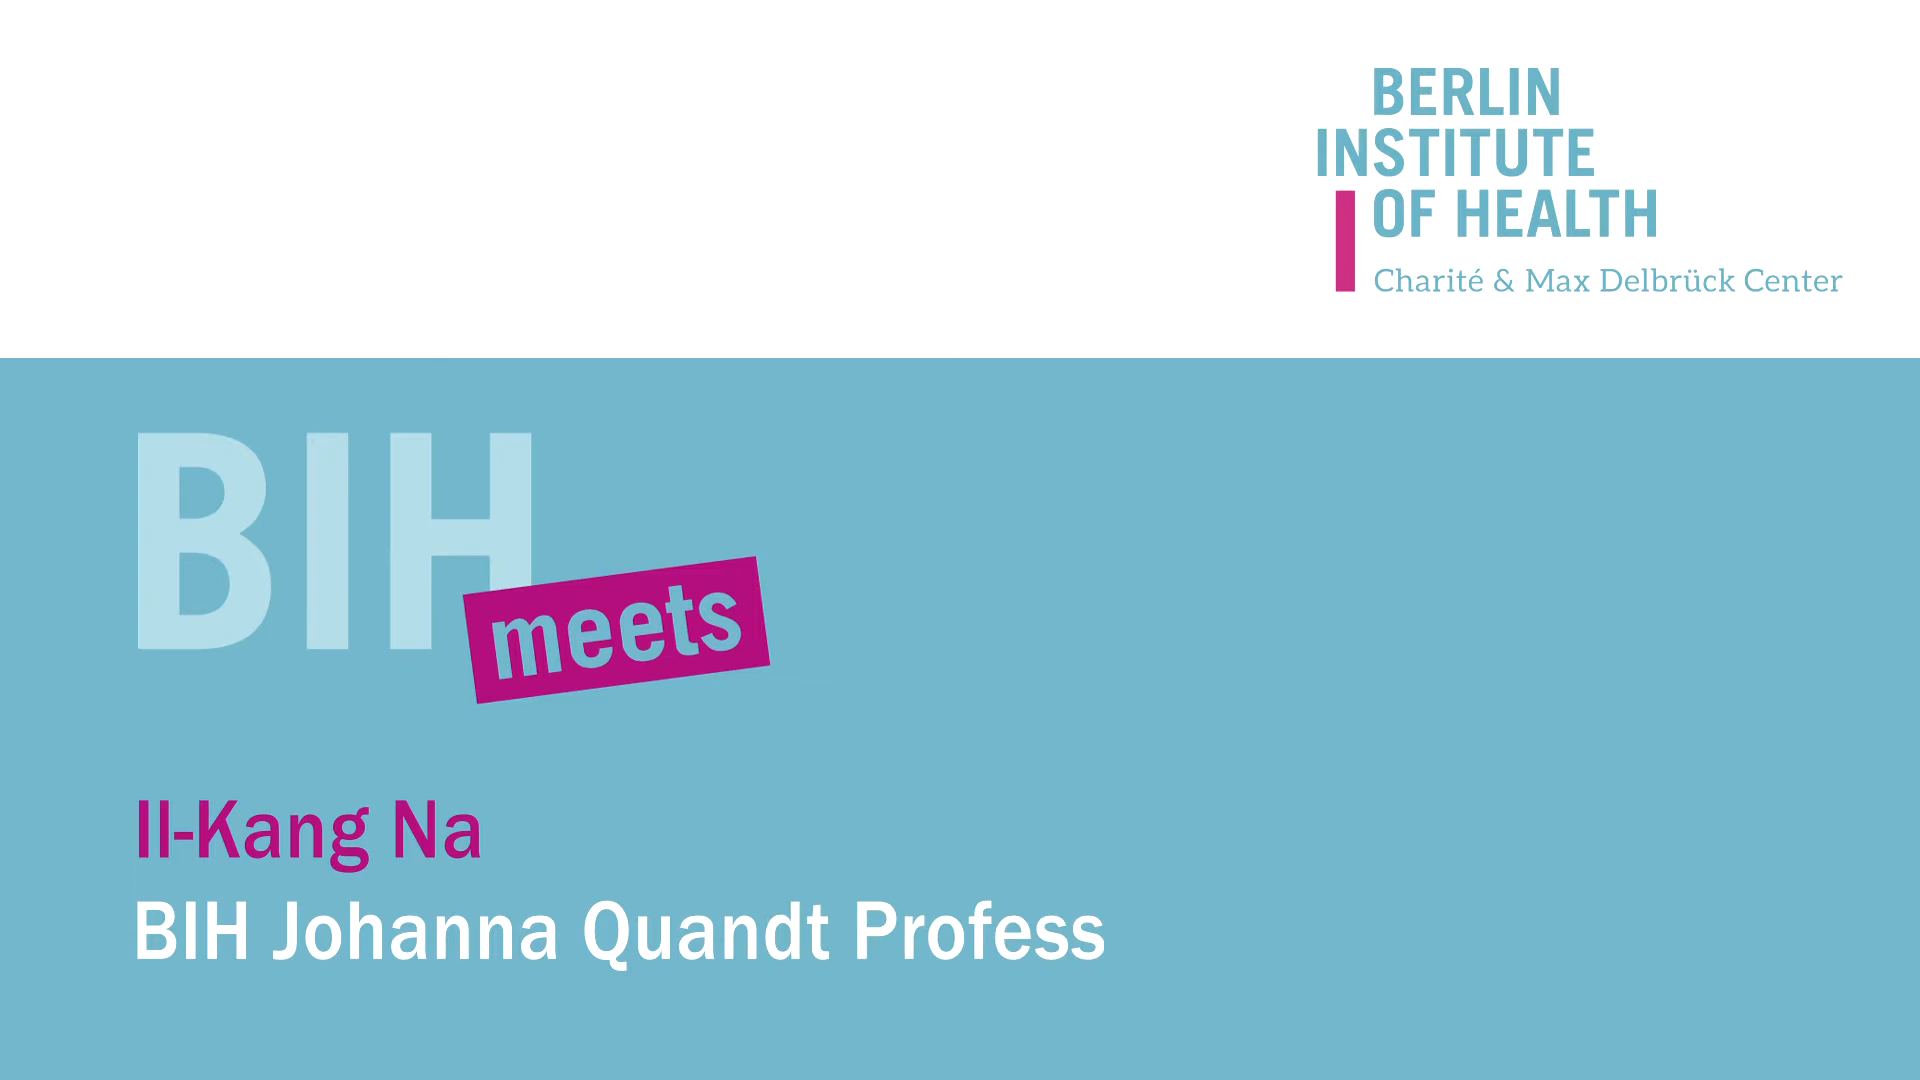 BERLIN
INSTITUTE
OF HEALTH
Charité & Max Delbrück Center
BIH
meets
Il-Kang Na
BIH Johanna Quandt Profess